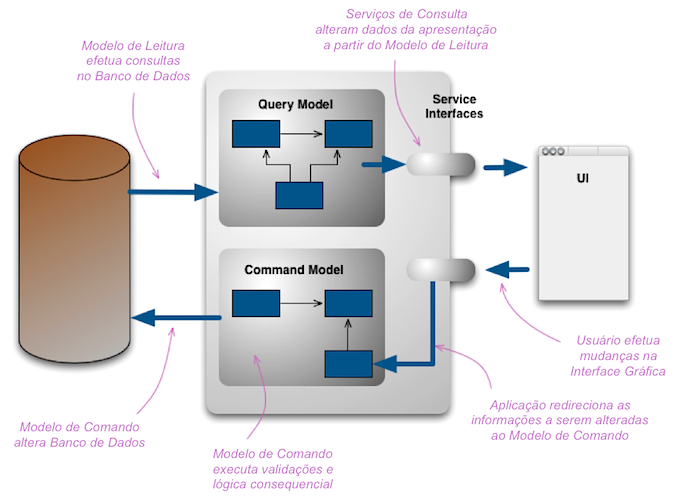 Serviços de Consulta
alteram dados da apresentação
a partir do Modelo de Leitura
Modelo de Leitura
efetua consultas
no Banco de Dados
Query Model
Service
Interfaces
UI
Command Model
Usuário efetua
mudanças na
Interface Gráfica
Aplicação redireciona as
informações a serem alteradas
ao Modelo de Comando
Modelo de Comando
altera Banco de Dados
Modelo de Comando
executa validações e
lógica consequencial